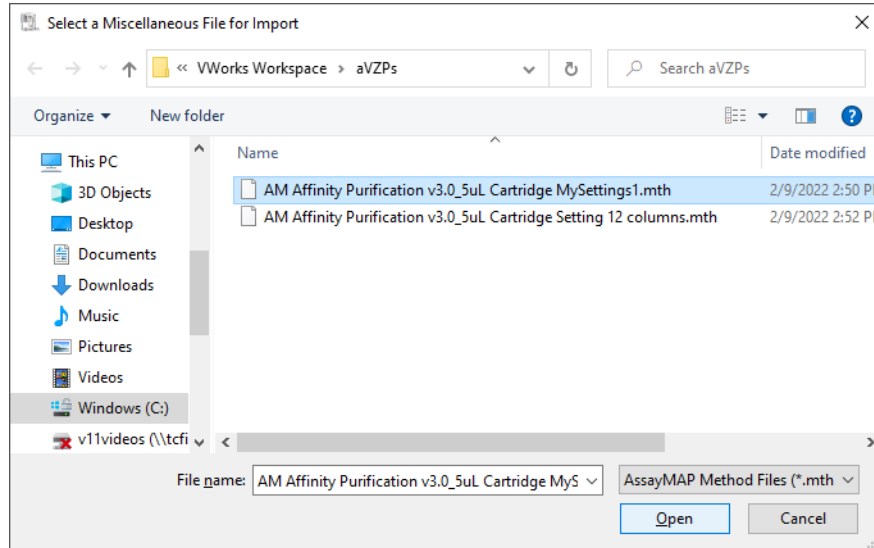 Select a Miscellaneous File for Import
« VWorks Workspace › aVZPs
Search aVZPs
Organize New folder
?
Name Date modified
This PC
3D Objects
Desktop
Documents
Downloads
Music
Pictures
Videos
Windows (C:)
v11videos (\\tcfi
AM Affinity Purification v3.0_5uL Cartridge MySettings1.mth 2/9/2022 2:50 P
AM Affinity Purification v3.0_5uL Cartridge Setting 12 columns.mth 2/9/2022 2:52 P
File name: AM Affinity Purification v3.0_5uL Cartridge MyS AssayMAP Method Files (*.mth
Open Cancel